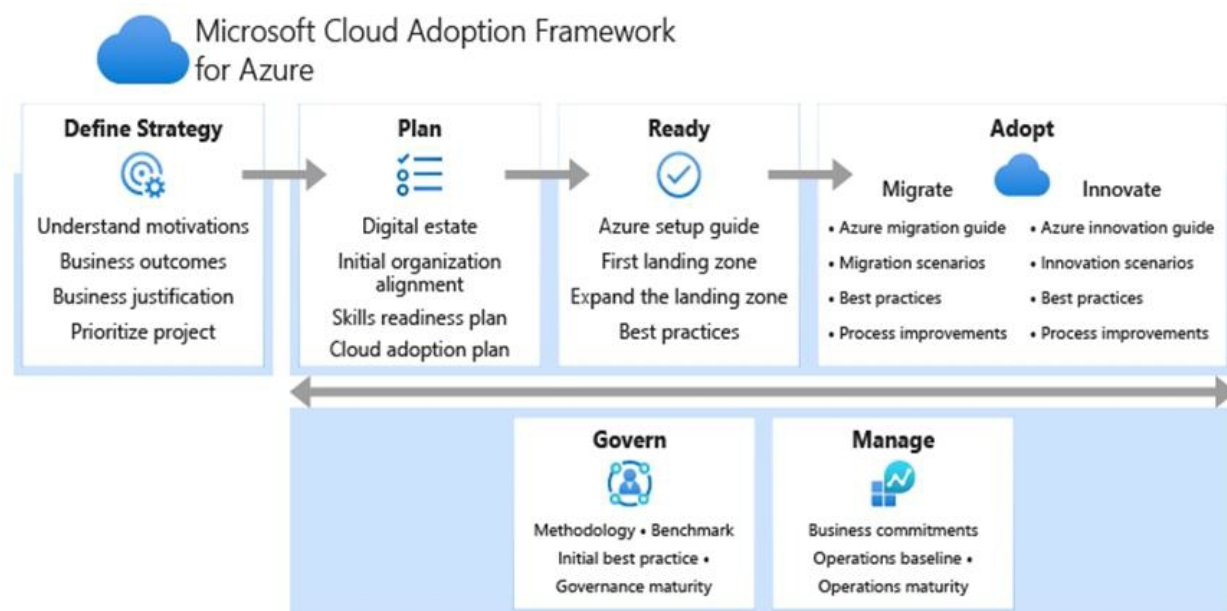 Microsoft Cloud Adoption Framework
for Azure
Define Strategy
Understand motivations
Business outcomes
Business justification
Prioritize project
Plan
Digital estate
Initial organization
alignment
Skills readiness plan
Cloud adoption plan
Ready
Azure setup guide
First landing zone
Expand the landing zone
Best practices
Adopt
Migrate
• Azure migration guide
• Migration scenarios
• Best practices
• Process improvements
Innovate
• Azure innovation guide
• Innovation scenarios
• Best practices
• Process improvements
Govern
Methodology • Benchmark
Initial best practice •
Governance maturity
Manage
Business commitments
Operations baseline •
Operations maturity